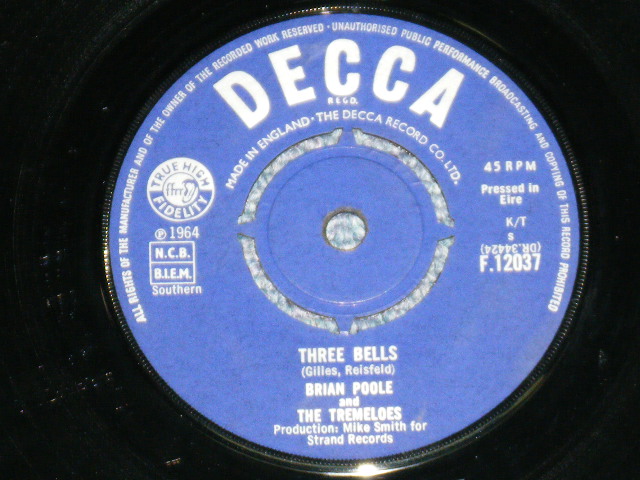 ALL RIGHTS OF THE MANUFACTURER AND OF THE OWNER OF THE RECORDED WORK RESERVED · UNAUTHORISED PUBLIC PERFORMANCE BROADCASTING AND COPYING OF THIS RECORD PROHIBITED
DECCA
REGD.
MADE IN ENGLAND · THE DECCA RECORD CO. LTD.
TRUE HIGH
ffrr
FIDELITY
℗ 1964
N.C.B.
B.I.E.M.
Southern
45 RPM
Pressed in
Eire
K/T
s
(DR.34424)
F.12037
THREE BELLS
(Gilles, Reisfeld)
BRIAN POOLE
and
THE TREMELOES
Production: Mike Smith for
Strand Records